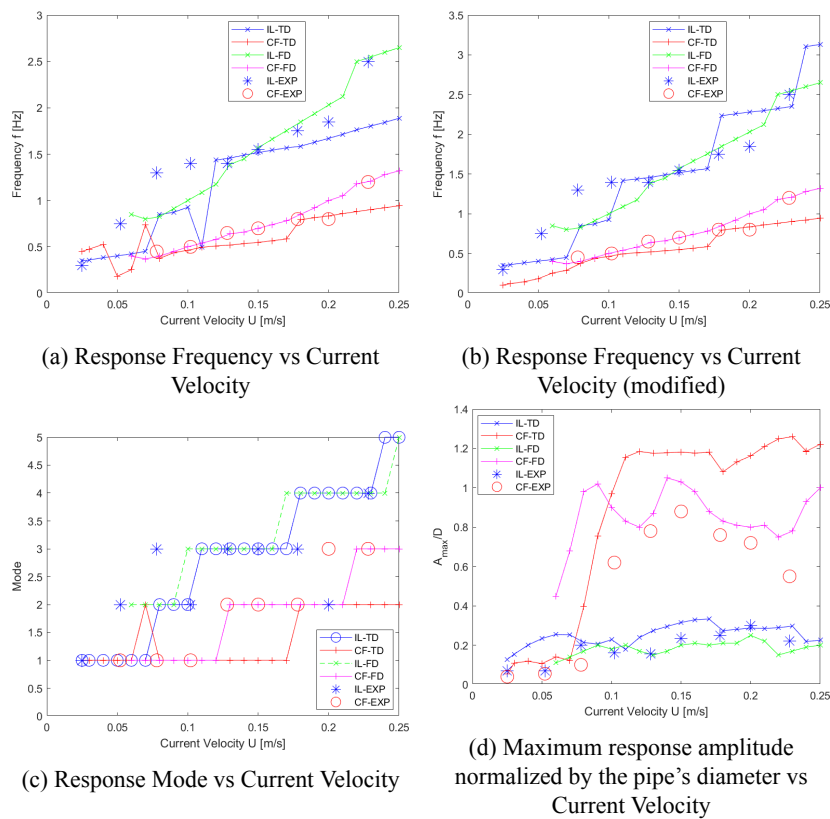 3.5
3
2.5
2
1.5
1
0.5
0
Frequency f [Hz]
0 0.05 0.1 0.15 0.2 0.25
Current Velocity U [m/s]
IL-TD
CF-TD
IL-FD
CF-FD
IL-EXP
CF-EXP
(a) Response Frequency vs Current
Velocity
3.5
3
2.5
2
1.5
1
0.5
0
Frequency f [Hz]
0 0.05 0.1 0.15 0.2 0.25
Current Velocity U [m/s]
IL-TD
CF-TD
IL-FD
CF-FD
IL-EXP
CF-EXP
(b) Response Frequency vs Current
Velocity (modified)
5
4.5
4
3.5
3
2.5
2
1.5
1
0.5
0
Mode
0 0.05 0.1 0.15 0.2 0.25
Current Velocity U [m/s]
IL-TD
CF-TD
IL-FD
CF-FD
IL-EXP
CF-EXP
(c) Response Mode vs Current Velocity
1.4
1.2
1
0.8
0.6
0.4
0.2
0
A_max/D
0 0.05 0.1 0.15 0.2 0.25
Current Velocity U [m/s]
IL-TD
CF-TD
IL-FD
CF-FD
IL-EXP
CF-EXP
(d) Maximum response amplitude
normalized by the pipe's diameter vs
Current Velocity